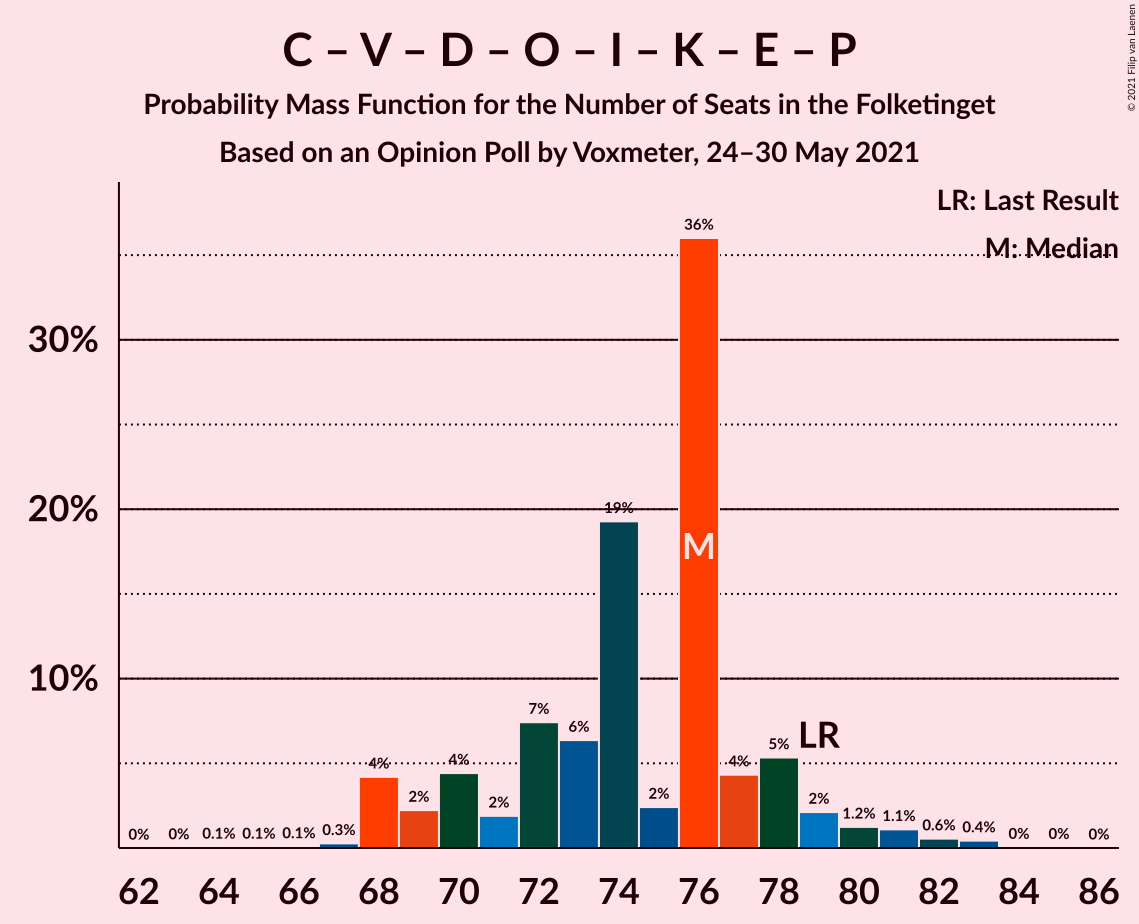 C – V – D – O – I – K – E – P
Probability Mass Function for the Number of Seats in the Folketinget
Based on an Opinion Poll by Voxmeter, 24–30 May 2021
© 2021 Filip van Laenen
LR: Last Result
M: Median
30%
20%
10%
0% 0% 0.1% 0.1% 0.1% 0.3% 4% 2% 4% 2% 7% 6% 19% 2% 36% 4% 5% 2% 1.2% 1.1% 0.6% 0.4% 0% 0% 0%
M
LR
62 64 66 68 70 72 74 76 78 80 82 84 86